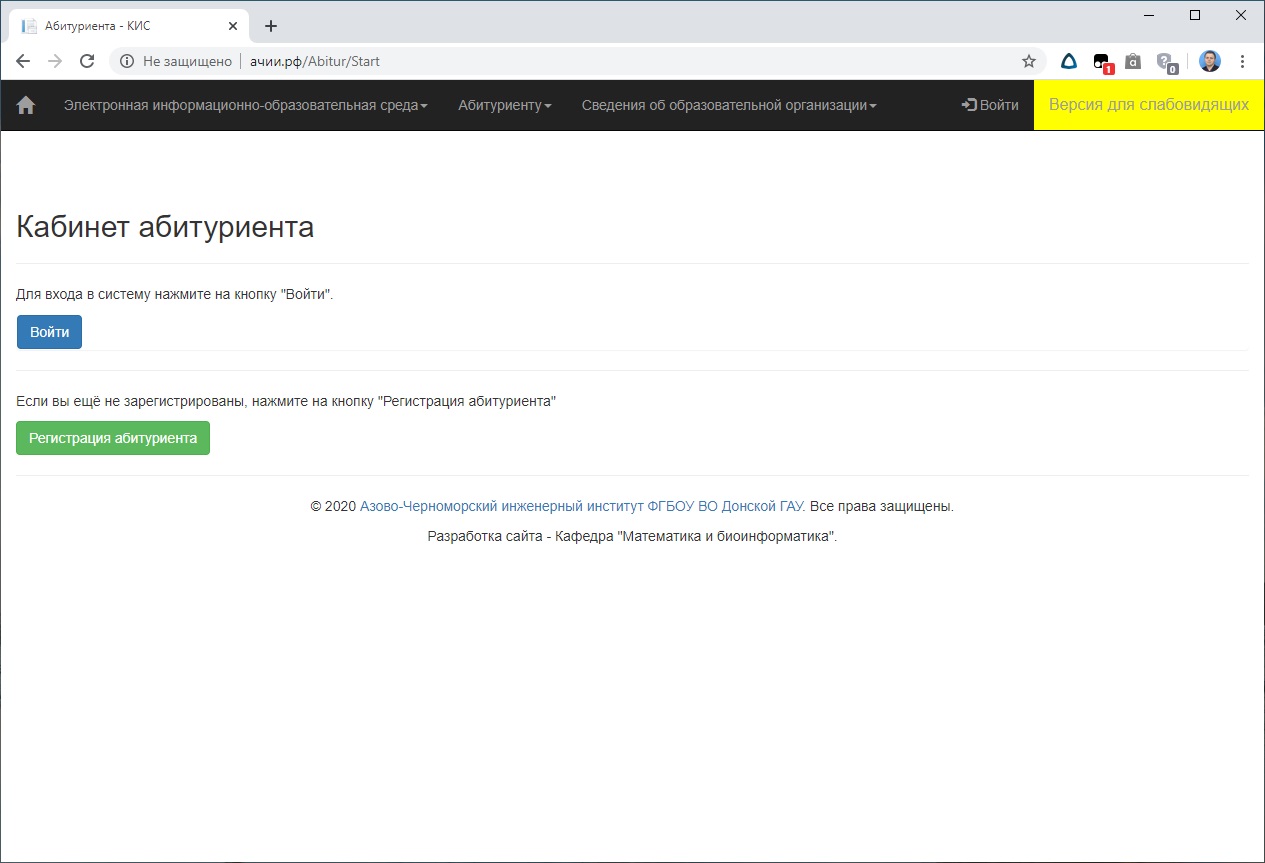 Абитуриента - КИС
Не защищено | ачии.рф/Abitur/Start
1
a
?
0
Электронная информационно-образовательная среда
Абитуриенту
Сведения об образовательной организации
Войти
Версия для слабовидящих
Кабинет абитуриента
Для входа в систему нажмите на кнопку "Войти".
Войти
Если вы ещё не зарегистрированы, нажмите на кнопку "Регистрация абитуриента"
Регистрация абитуриента
© 2020 Азово-Черноморский инженерный институт ФГБОУ ВО Донской ГАУ. Все права защищены.
Разработка сайта - Кафедра "Математика и биоинформатика".